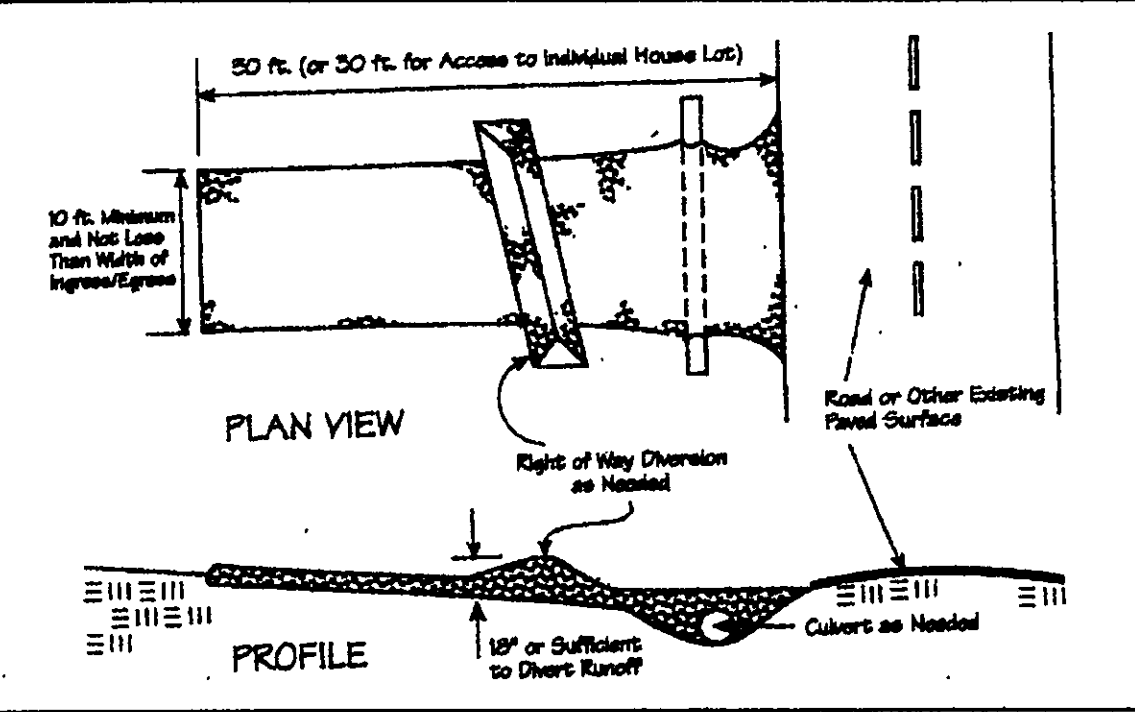 50 ft. (or 30 ft. for Access to Individual House Lot)
10 ft. Minimum
and Not Less
Than Width of
Ingress/Egress
PLAN VIEW
Road or Other Existing
Paved Surface
Right of Way Diversion
as Needed
Culvert as Needed
18" or Sufficient
to Divert Runoff
PROFILE